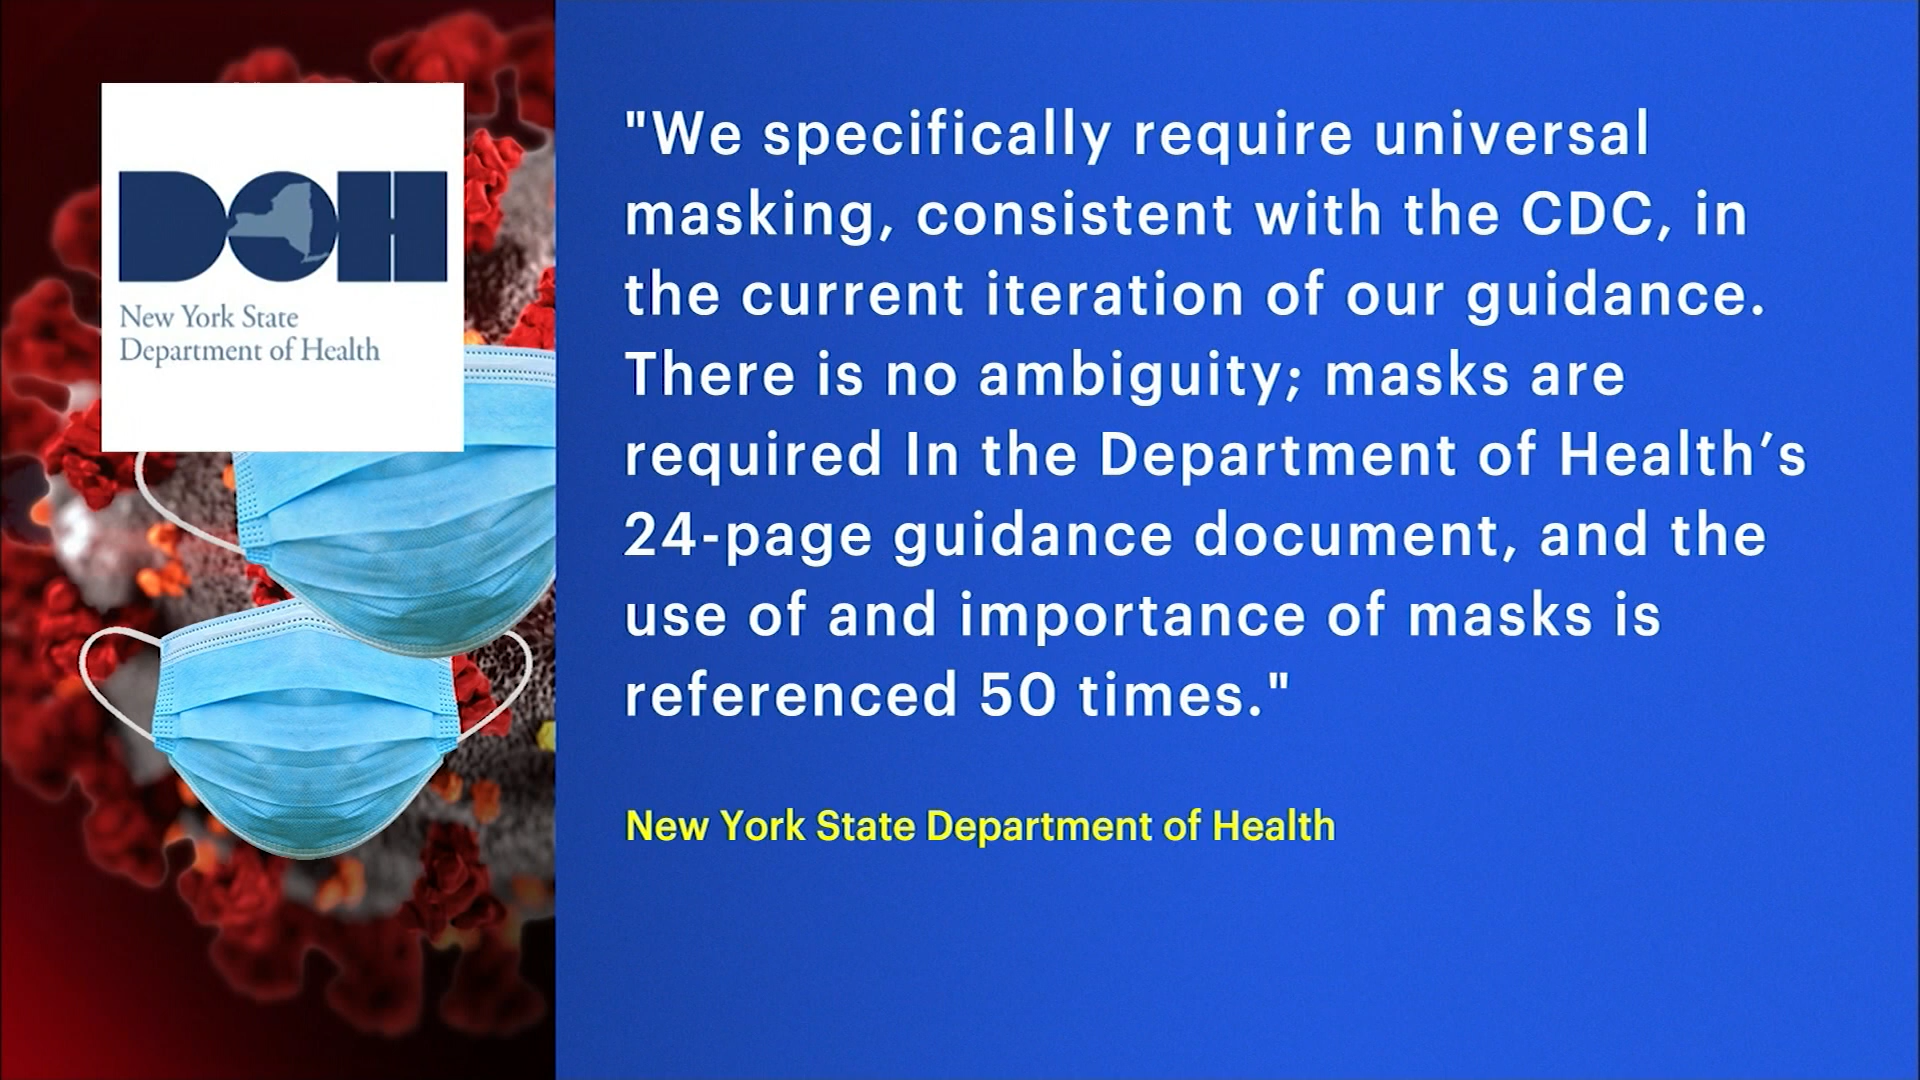 DOH
New York State
Department of Health
"We specifically require universal
masking, consistent with the CDC, in
the current iteration of our guidance.
There is no ambiguity; masks are
required In the Department of Health’s
24-page guidance document, and the
use of and importance of masks is
referenced 50 times."
New York State Department of Health